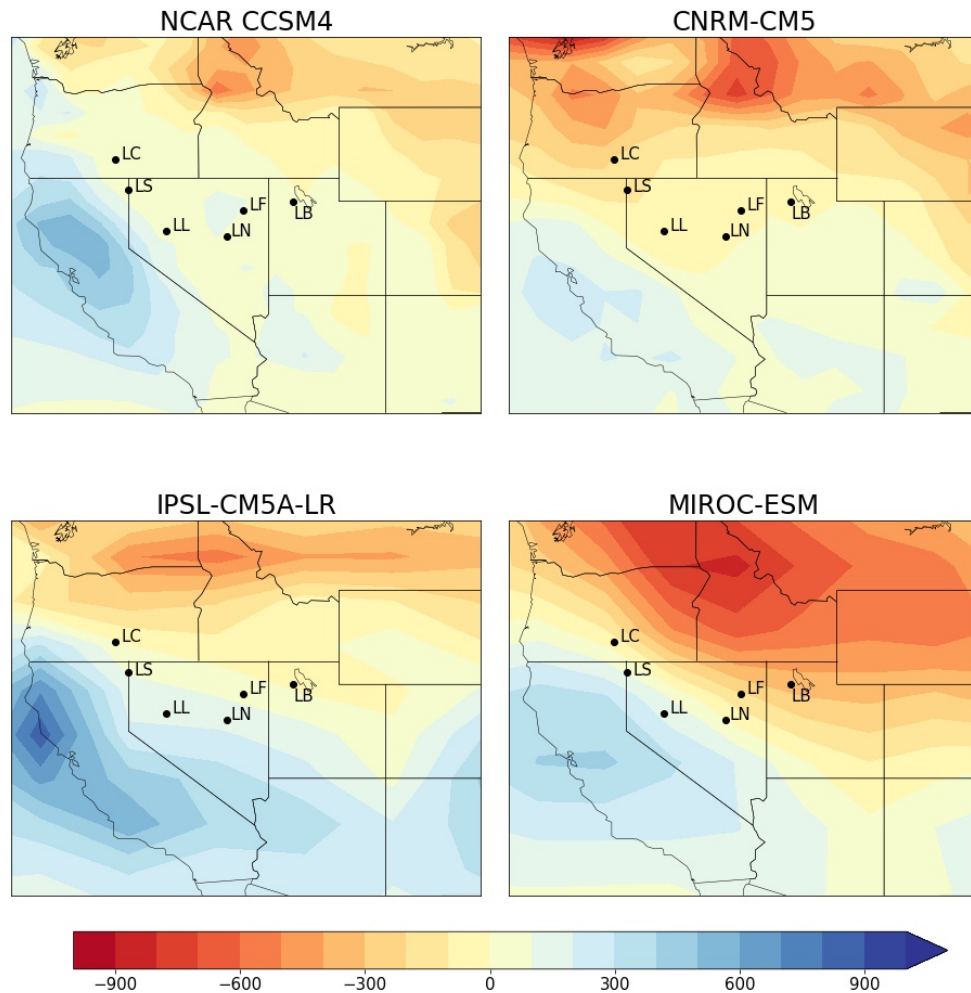 NCAR CCSM4
CNRM-CM5
LC
LS
LF
LB
LL
LN
LC
LS
LF
LB
LL
LN
IPSL-CM5A-LR
MIROC-ESM
LC
LS
LF
LB
LL
LN
LC
LS
LF
LB
LL
LN
−900 −600 −300 0 300 600 900